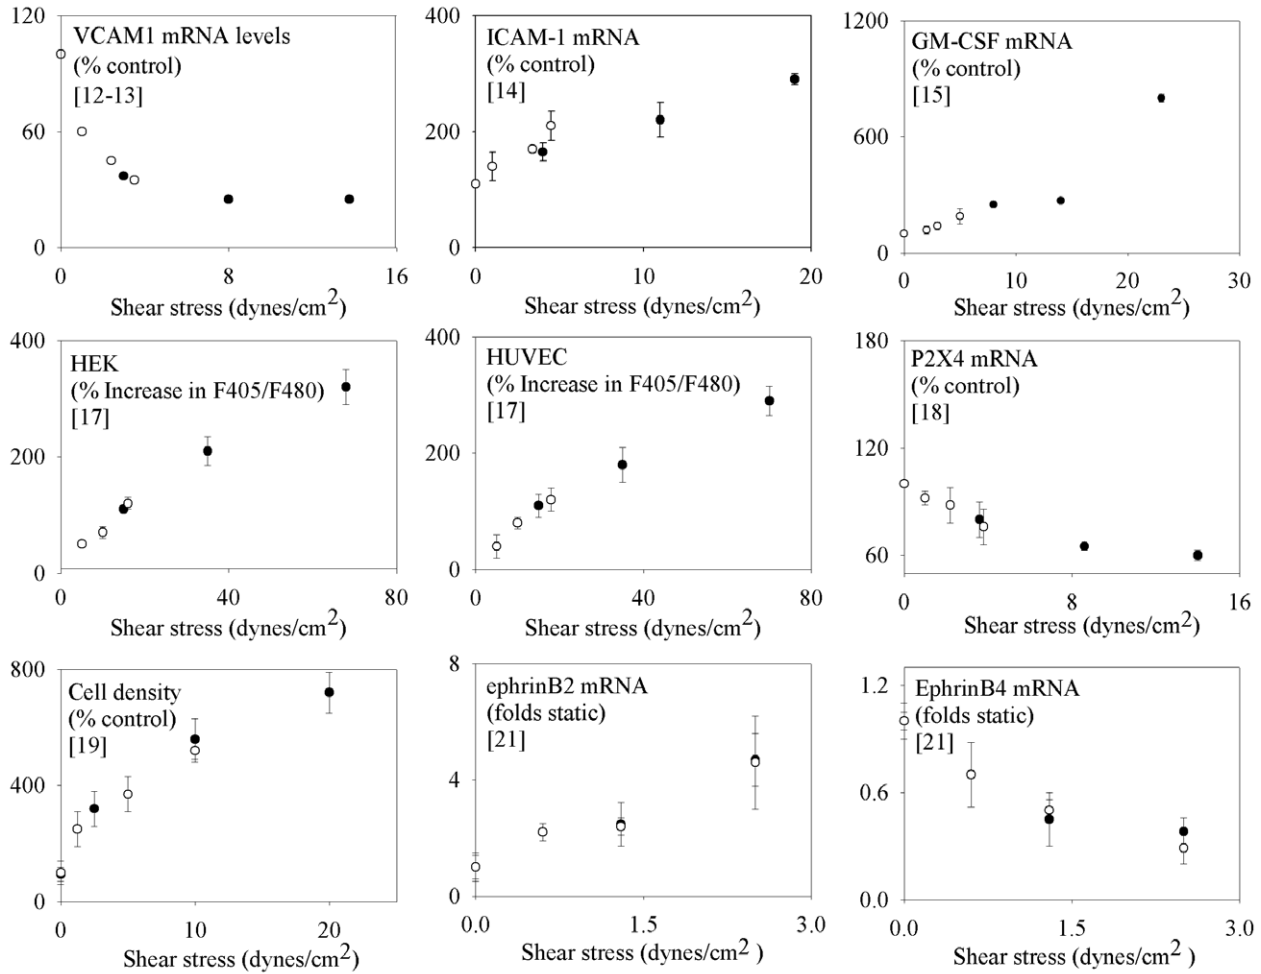 120
VCAM1 mRNA levels
(% control)
[12-13]
60
0
0 8 16
Shear stress (dynes/cm²)
400
ICAM-1 mRNA
(% control)
[14]
200
0
0 10 20
Shear stress (dynes/cm²)
1200
GM-CSF mRNA
(% control)
[15]
600
0
0 10 20 30
Shear stress (dynes/cm²)
400
HEK
(% Increase in F405/F480)
[17]
200
0
0 40 80
Shear stress (dynes/cm²)
400
HUVEC
(% Increase in F405/F480)
[17]
200
0
0 40 80
Shear stress (dynes/cm²)
180
P2X4 mRNA
(% control)
[18]
120
60
0 8 16
Shear stress (dynes/cm²)
800
Cell density
(% control)
[19]
400
0
0 10 20
Shear stress (dynes/cm²)
8
ephrinB2 mRNA
(folds static)
[21]
4
0
0.0 1.5 3.0
Shear stress (dynes/cm² )
1.2
EphrinB4 mRNA
(folds static)
[21]
0.6
0.0
0.0 1.5 3.0
Shear stress (dynes/cm² )